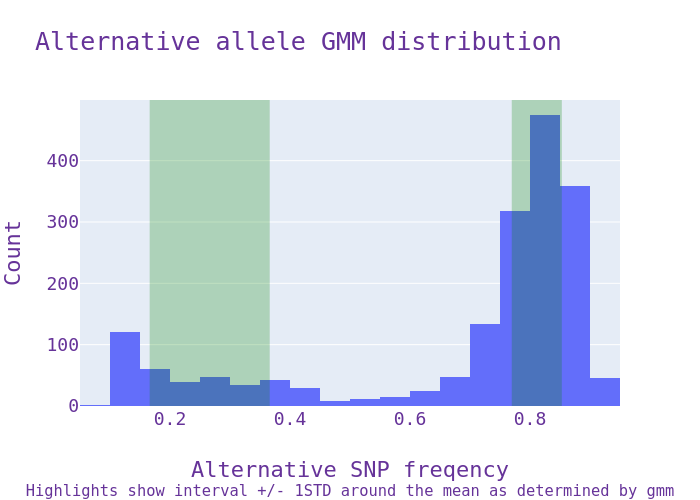 Alternative allele GMM distribution
Count
400
300
200
100
0
0.2 0.4 0.6 0.8
Alternative SNP freqency
Highlights show interval +/- 1STD around the mean as determined by gmm